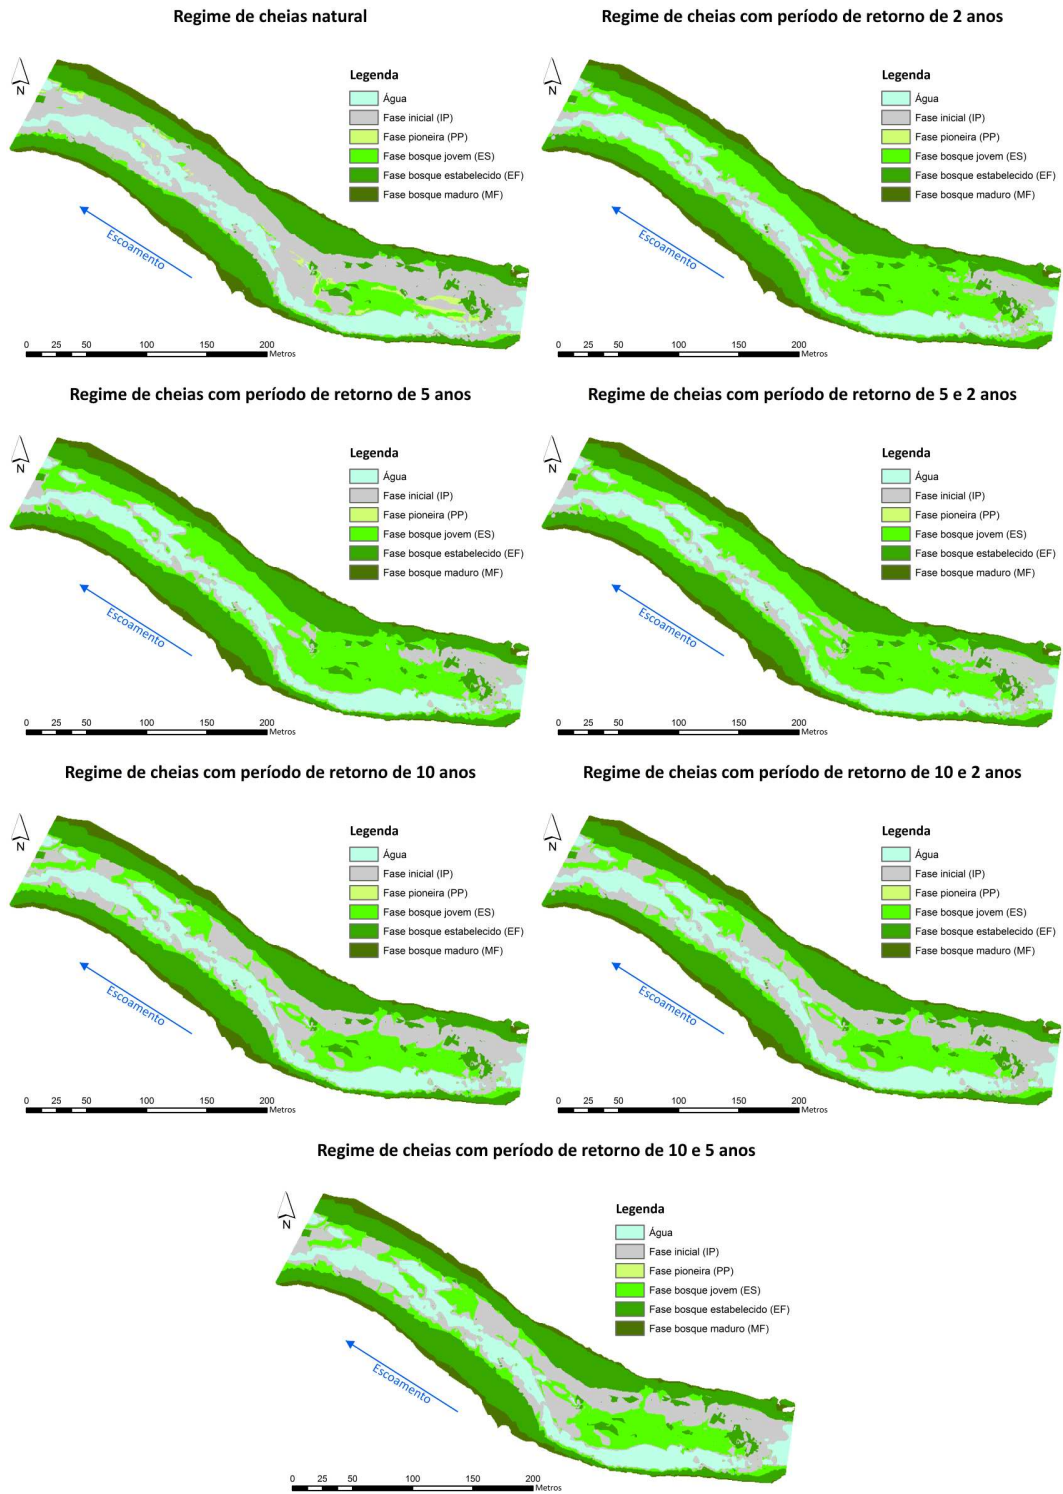 Regime de cheias natural
N
Legenda
Água
Fase inicial (IP)
Fase pioneira (PP)
Fase bosque jovem (ES)
Fase bosque estabelecido (EF)
Fase bosque maduro (MF)
Escoamento
0 25 50 100 150 200
Metros
Regime de cheias com período de retorno de 2 anos
N
Legenda
Água
Fase inicial (IP)
Fase pioneira (PP)
Fase bosque jovem (ES)
Fase bosque estabelecido (EF)
Fase bosque maduro (MF)
Escoamento
0 25 50 100 150 200
Metros
Regime de cheias com período de retorno de 5 anos
N
Legenda
Água
Fase inicial (IP)
Fase pioneira (PP)
Fase bosque jovem (ES)
Fase bosque estabelecido (EF)
Fase bosque maduro (MF)
Escoamento
0 25 50 100 150 200
Metros
Regime de cheias com período de retorno de 5 e 2 anos
N
Legenda
Água
Fase inicial (IP)
Fase pioneira (PP)
Fase bosque jovem (ES)
Fase bosque estabelecido (EF)
Fase bosque maduro (MF)
Escoamento
0 25 50 100 150 200
Metros
Regime de cheias com período de retorno de 10 anos
N
Legenda
Água
Fase inicial (IP)
Fase pioneira (PP)
Fase bosque jovem (ES)
Fase bosque estabelecido (EF)
Fase bosque maduro (MF)
Escoamento
0 25 50 100 150 200
Metros
Regime de cheias com período de retorno de 10 e 2 anos
N
Legenda
Água
Fase inicial (IP)
Fase pioneira (PP)
Fase bosque jovem (ES)
Fase bosque estabelecido (EF)
Fase bosque maduro (MF)
Escoamento
0 25 50 100 150 200
Metros
Regime de cheias com período de retorno de 10 e 5 anos
N
Legenda
Água
Fase inicial (IP)
Fase pioneira (PP)
Fase bosque jovem (ES)
Fase bosque estabelecido (EF)
Fase bosque maduro (MF)
Escoamento
0 25 50 100 150 200
Metros